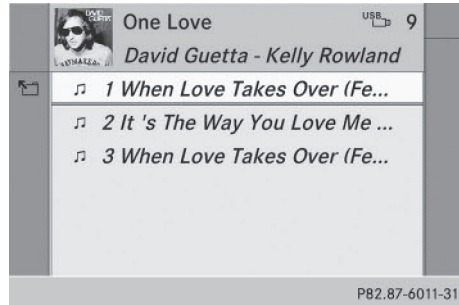 One Love USB 9
David Guetta - Kelly Rowland
1 When Love Takes Over (Fe...
2 It 's The Way You Love Me ...
3 When Love Takes Over (Fe...
P82.87-6011-31